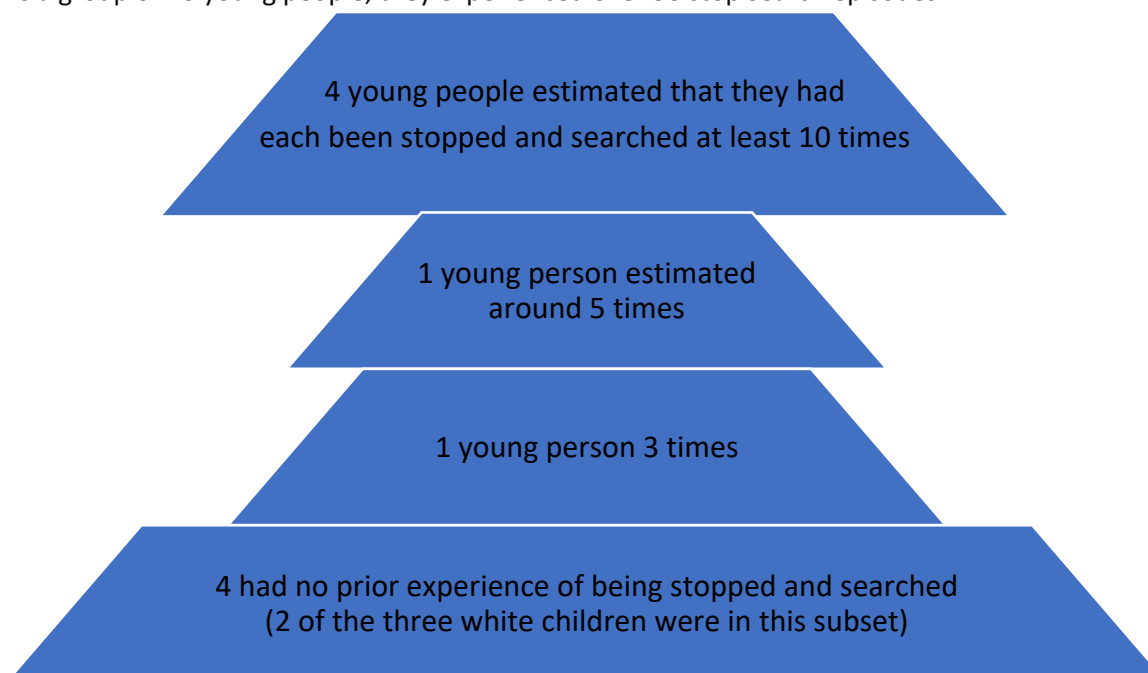 4 young people estimated that they had
each been stopped and searched at least 10 times
1 young person estimated
around 5 times
1 young person 3 times
4 had no prior experience of being stopped and searched
(2 of the three white children were in this subset)